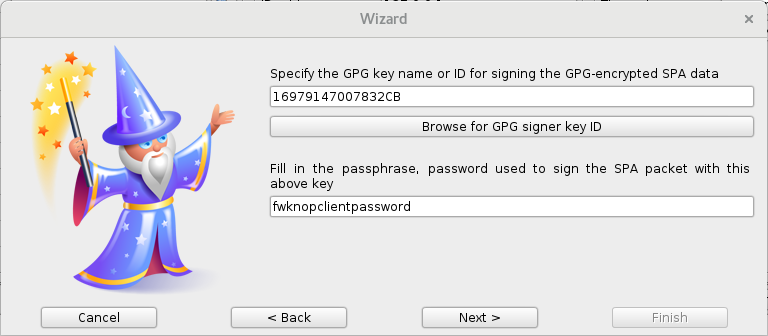 Wizard
Specify the GPG key name or ID for signing the GPG-encrypted SPA data
16979147007832CB
Browse for GPG signer key ID
Fill in the passphrase, password used to sign the SPA packet with this
above key
fwknopclientpassword
Cancel
< Back
Next >
Finish